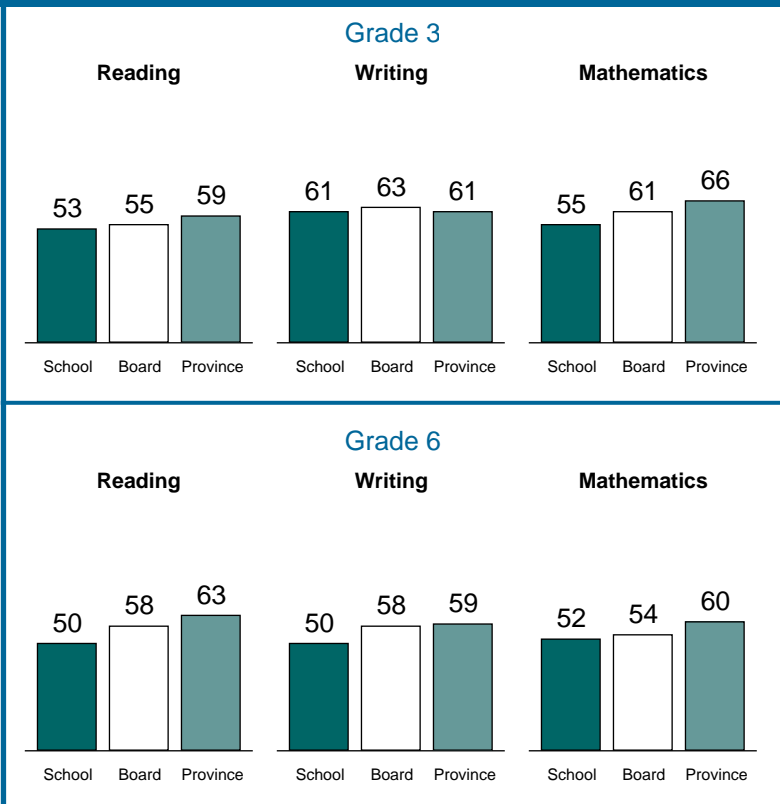 Grade 3
Reading Writing Mathematics
53 55 59 61 63 61 55 61 66
School Board Province School Board Province School Board Province
Grade 6
Reading Writing Mathematics
50 58 63 50 58 59 52 54 60
School Board Province School Board Province School Board Province